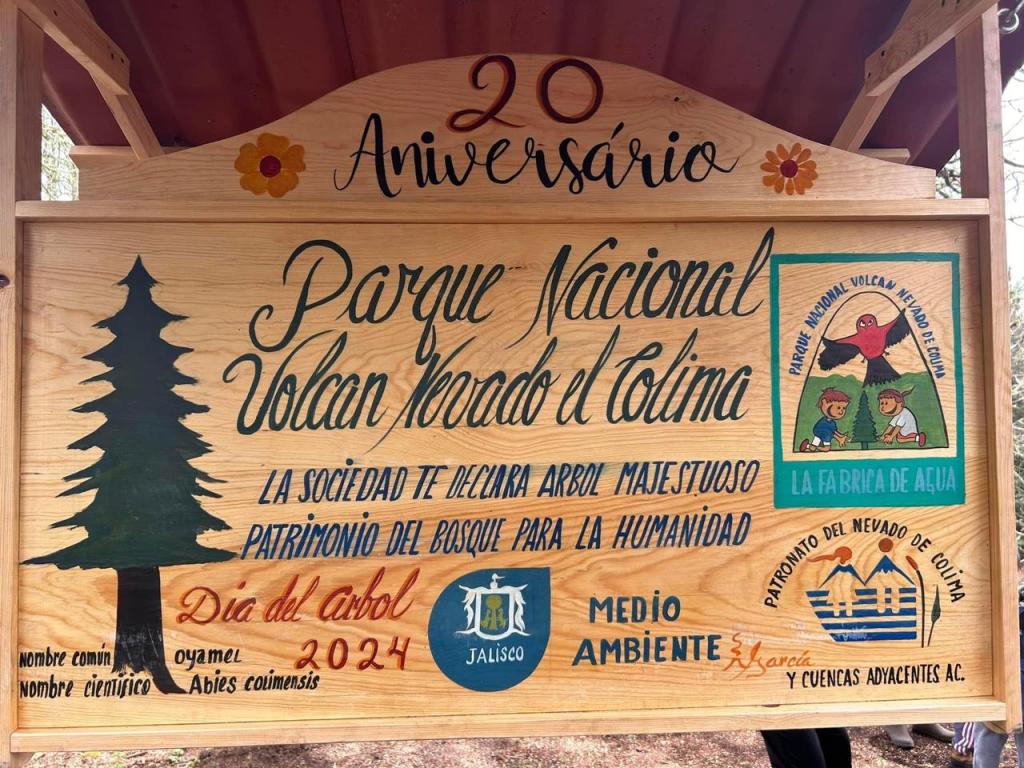 20
Aniversário
Parque Nacional
Volcan Nevado el Colima
LA SOCIEDAD TE DECLARA ARBOL MAJESTUOSO
PATRIMONIO DEL BOSQUE PARA LA HUMANIDAD
Dia del arbol
2024
Nombre común oyamel
Nombre científico Abies colimensis
JALISCO
MEDIO
AMBIENTE
García
PARQUE NACIONAL VOLCAN NEVADO DE COLIMA
LA FABRICA DE AGUA
PATRONATO DEL NEVADO DE COLIMA
Y CUENCAS ADYACENTES AC.